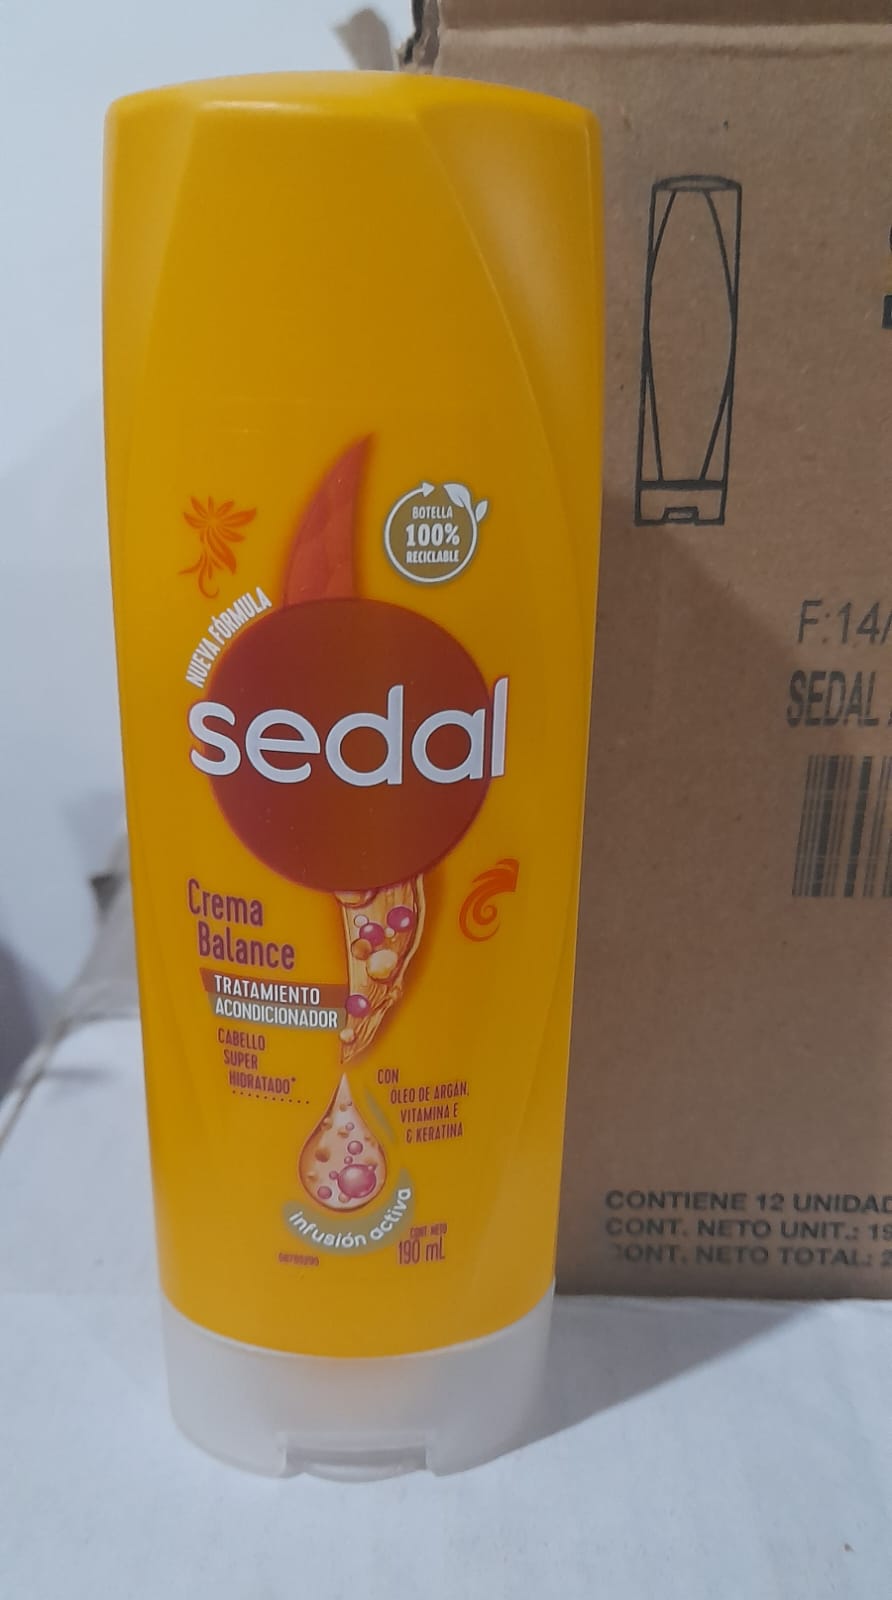 BOTELLA
100%
RECICLABLE
NUEVA FÓRMULA
sedal
Crema
Balance
TRATAMIENTO
ACONDICIONADOR
CABELLO
SUPER
HIDRATADO*
CON
ÓLEO DE ARGÁN,
VITAMINA E
& KERATINA
infusión activa
CONT. NETO
190 mL
F:14/
SEDAL
CONTIENE 12 UNIDAD
CONT. NETO UNIT.: 19
CONT. NETO TOTAL: 2